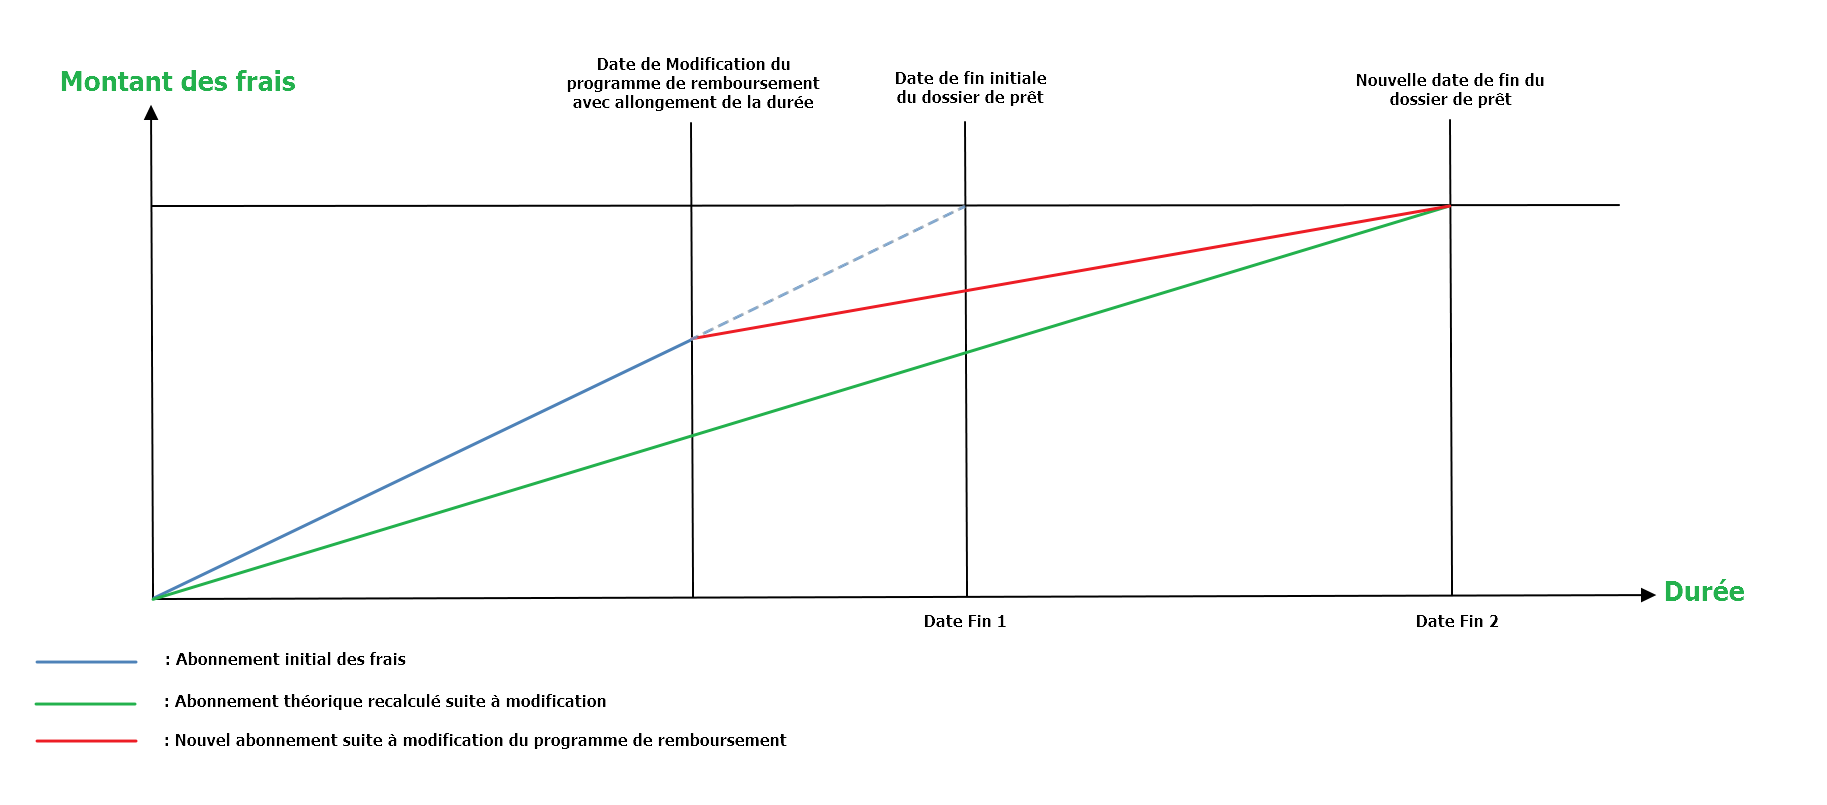 Montant des frais
Date de Modification du
programme de remboursement
avec allongement de la durée
Date de fin initiale
du dossier de prêt
Nouvelle date de fin du
dossier de prêt
Durée
Date Fin 1
Date Fin 2
: Abonnement initial des frais
: Abonnement théorique recalculé suite à modification
: Nouvel abonnement suite à modification du programme de remboursement